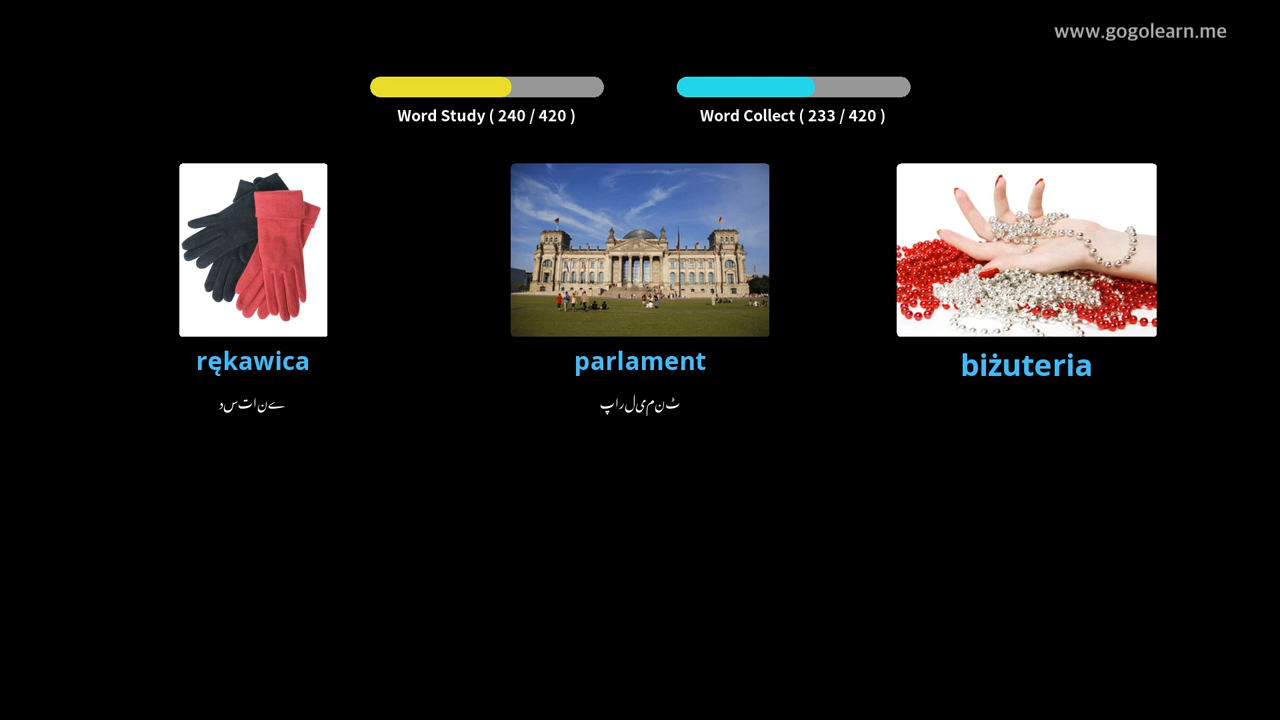 www.gogolearn.me
Word Study ( 240 / 420 )
Word Collect ( 233 / 420 )
rękawica
parlament
biżuteria
دستانے
پارلیمنٹ